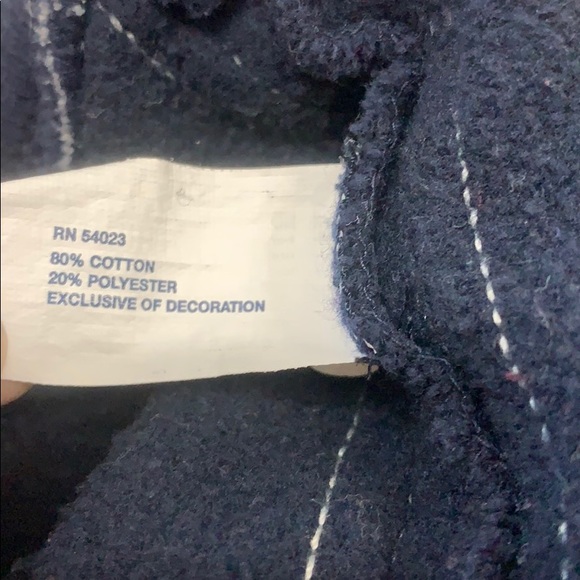 RN 54023
80% COTTON
20% POLYESTER
EXCLUSIVE OF DECORATION